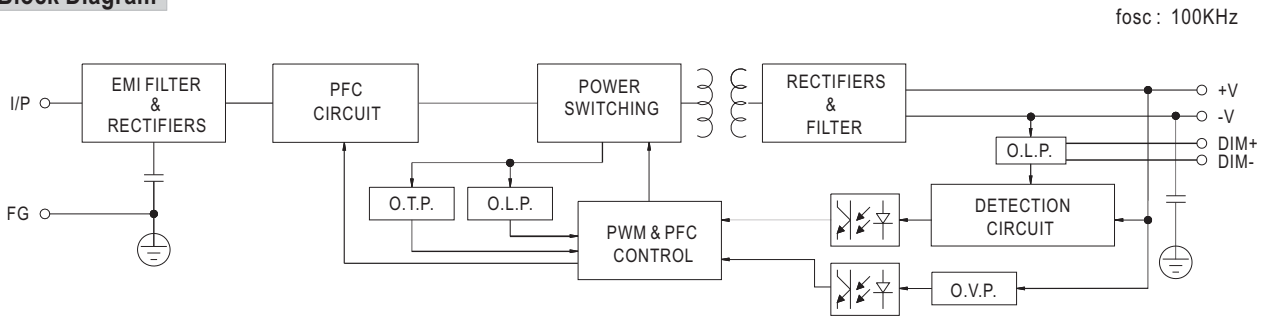 Block Diagram
fosc : 100KHz
I/P
EMI FILTER
&
RECTIFIERS
PFC
CIRCUIT
POWER
SWITCHING
RECTIFIERS
&
FILTER
+V
-V
DIM+
DIM-
O.L.P.
FG
O.T.P.
O.L.P.
PWM & PFC
CONTROL
DETECTION
CIRCUIT
O.V.P.